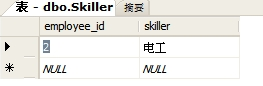 表 - dbo.Skiller 摘要
employee_id skiller
2 电工
NULL NULL